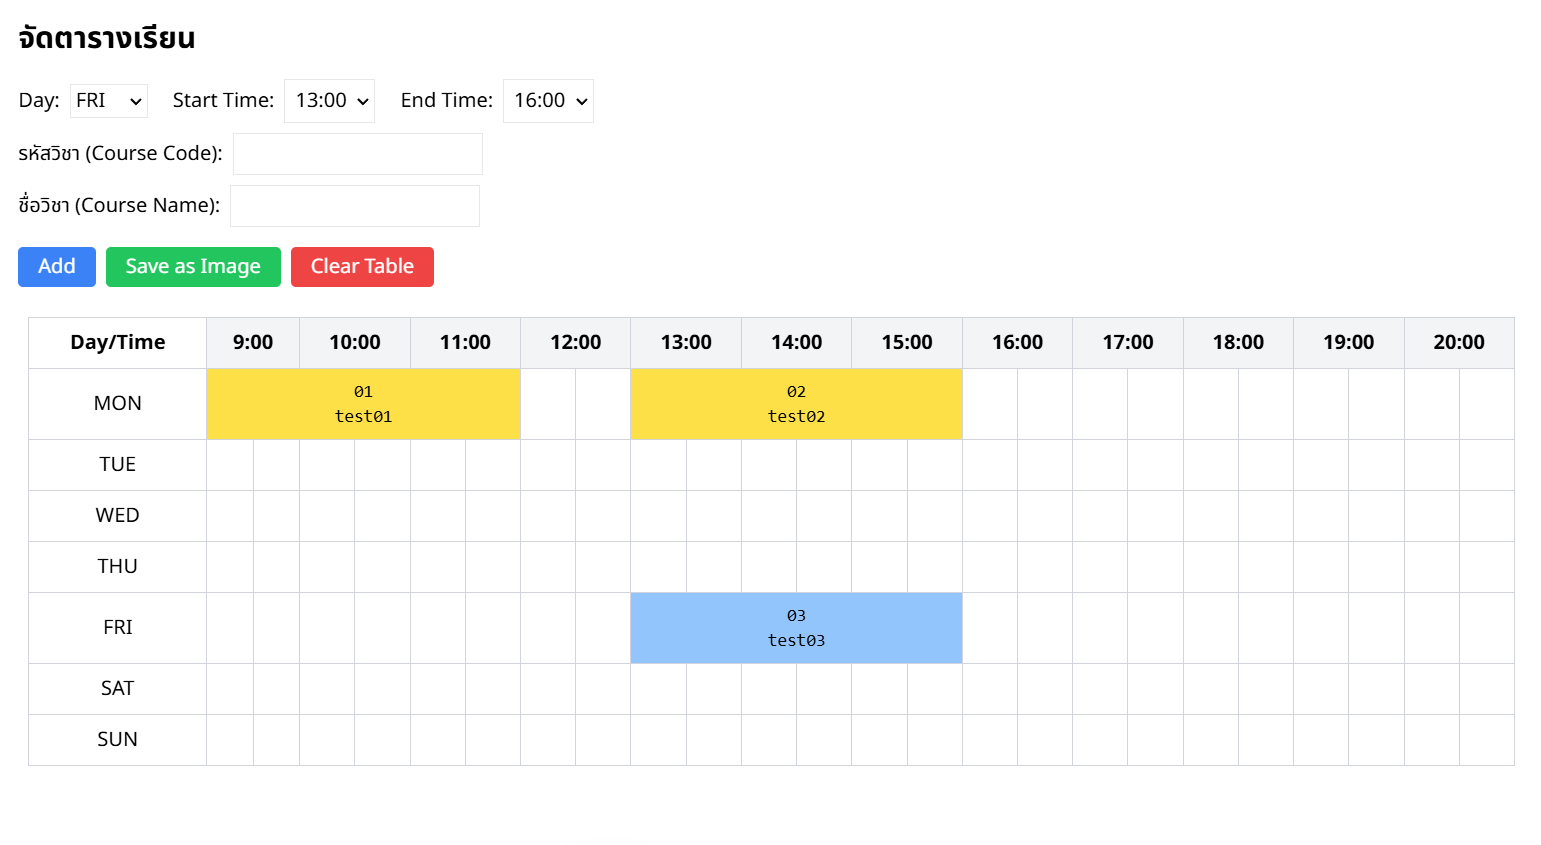 จัดตารางเรียน
Day: FRI Start Time: 13:00 End Time: 16:00
รหัสวิชา (Course Code):
ชื่อวิชา (Course Name):
Add Save as Image Clear Table
Day/Time 9:00 10:00 11:00 12:00 13:00 14:00 15:00 16:00 17:00 18:00 19:00 20:00
MON 01 02
test01 test02
TUE
WED
THU
FRI 03
test03
SAT
SUN